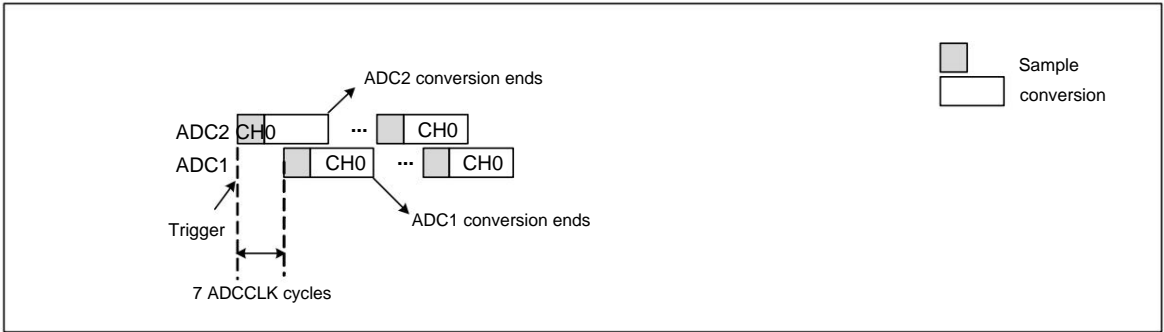 ADC2 conversion ends
Sample
conversion
ADC2 CH0 ... CH0
ADC1 CH0 ... CH0
ADC1 conversion ends
Trigger
7 ADCCLK cycles